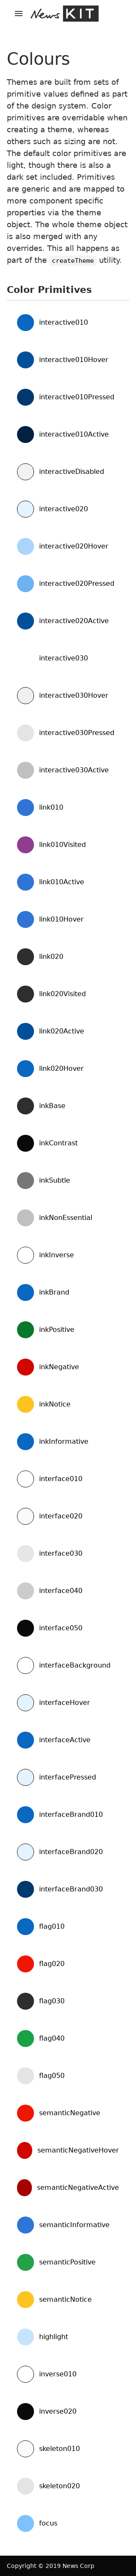 News KIT
Colours
Themes are built from sets of
primitive values defined as part
of the design system. Color
primitives are overridable when
creating a theme, whereas
others such as sizing are not.
The default color primitives are
light, though there is also a
dark set included. Primitives
are generic and are mapped to
more component specific
properties via the theme
object. The whole theme object
is also merged with any
overrides. This all happens as
part of the createTheme utility.
Color Primitives
interactive010
interactive010Hover
interactive010Pressed
interactive010Active
interactiveDisabled
interactive020
interactive020Hover
interactive020Pressed
interactive020Active
interactive030
interactive030Hover
interactive030Pressed
interactive030Active
link010
link010Visited
link010Active
link010Hover
link020
link020Visited
link020Active
link020Hover
inkBase
inkContrast
inkSubtle
inkNonEssential
inkInverse
inkBrand
inkPositive
inkNegative
inkNotice
inkInformative
interface010
interface020
interface030
interface040
interface050
interfaceBackground
interfaceHover
interfaceActive
interfacePressed
interfaceBrand010
interfaceBrand020
interfaceBrand030
flag010
flag020
flag030
flag040
flag050
semanticNegative
semanticNegativeHover
semanticNegativeActive
semanticInformative
semanticPositive
semanticNotice
highlight
inverse010
inverse020
skeleton010
skeleton020
focus
Copyright © 2019 News Corp